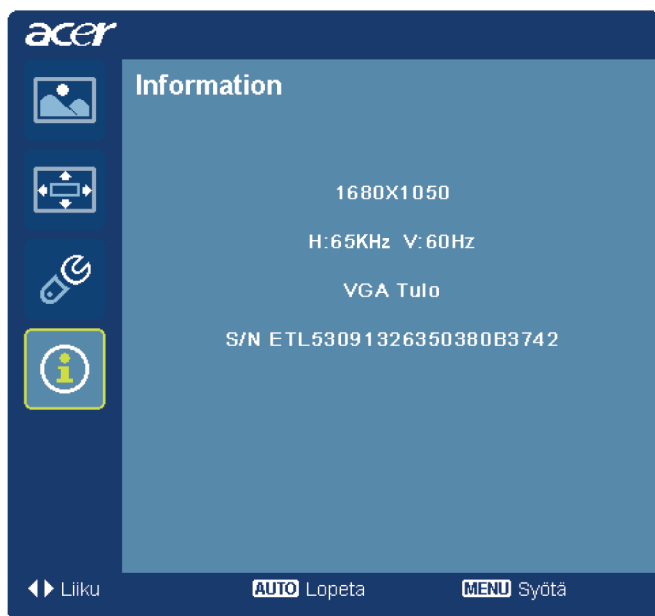 acer
Information
1680X1050
H:65KHz V:60Hz
VGA Tulo
S/N ETL53091326350380B3742
Liiku AUTO Lopeta MENU Syötä